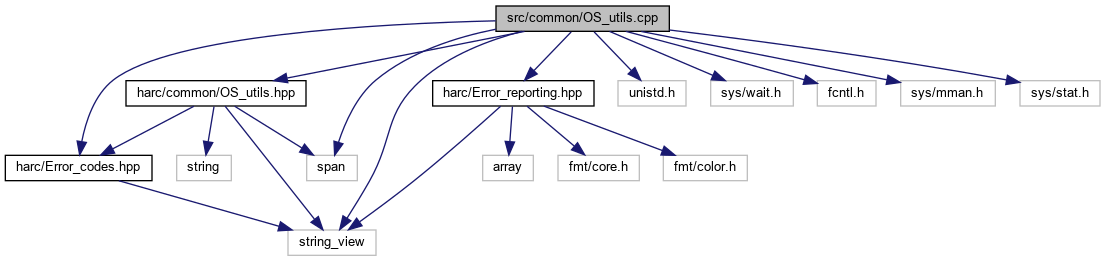 src/common/OS_utils.cpp
harc/common/OS_utils.hpp
harc/Error_reporting.hpp
unistd.h
sys/wait.h
fcntl.h
sys/mman.h
sys/stat.h
harc/Error_codes.hpp
string
span
array
fmt/core.h
fmt/color.h
string_view